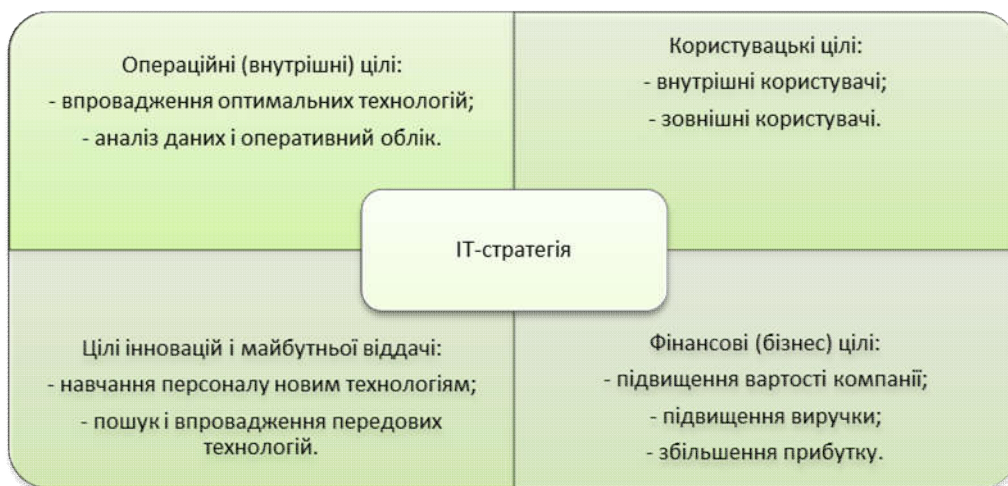 Операційні (внутрішні) цілі:
- впровадження оптимальних технологій;
- аналіз даних і оперативний облік.
Користувацькі цілі:
- внутрішні користувачі;
- зовнішні користувачі.
ІТ-стратегія
Цілі інновацій і майбутньої віддачі:
- навчання персоналу новим технологіям;
- пошук і впровадження передових
технологій.
Фінансові (бізнес) цілі:
- підвищення вартості компанії;
- підвищення виручки;
- збільшення прибутку.